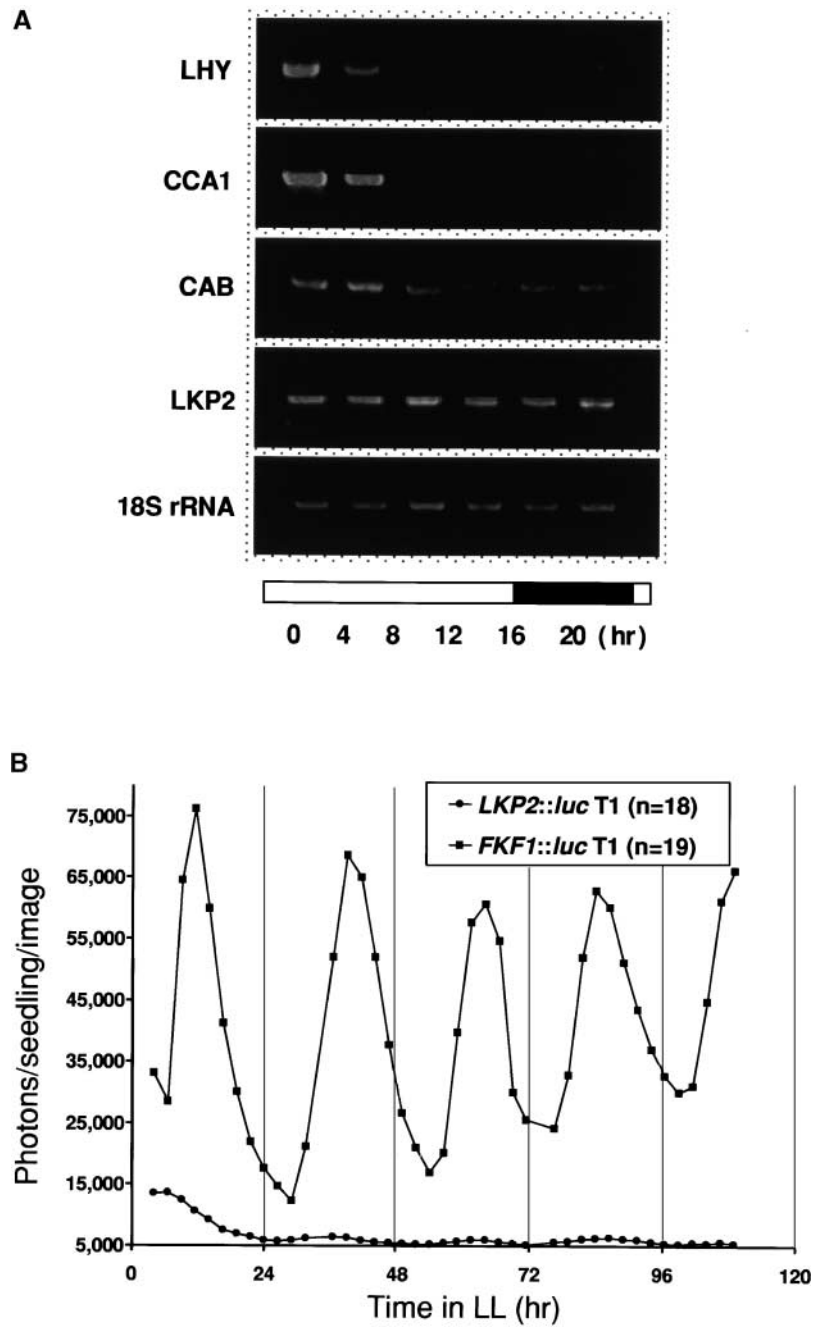 A
LHY
CCA1
CAB
LKP2
18S rRNA
0 4 8 12 16 20 (hr)
B
LKP2::luc T1 (n=18)
FKF1::luc T1 (n=19)
Photons/seedling/image
75,000
65,000
55,000
45,000
35,000
25,000
15,000
5,000
0 24 48 72 96 120
Time in LL (hr)